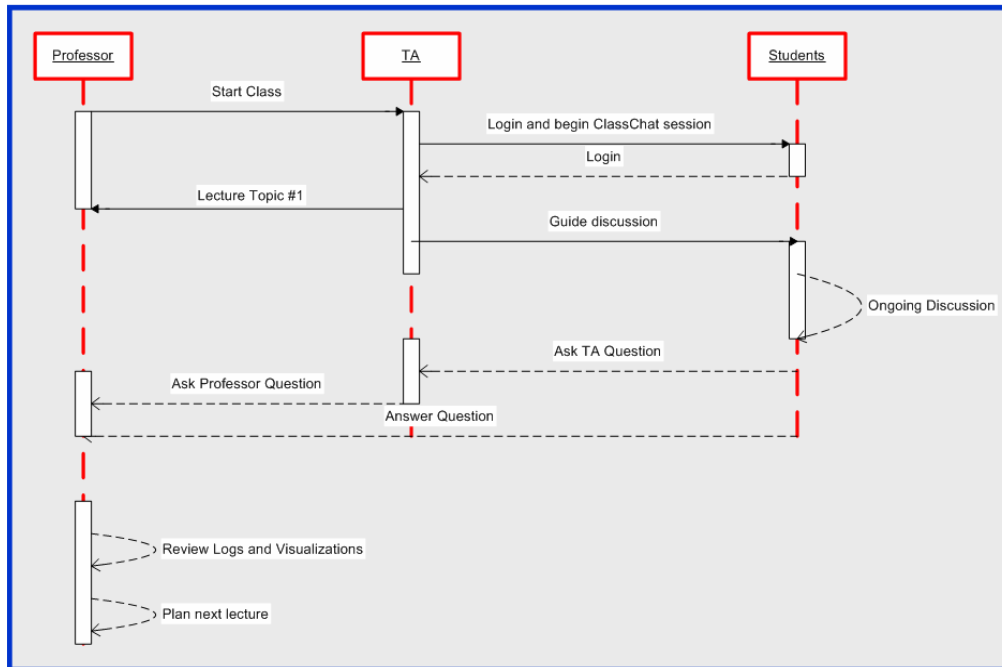 Professor
TA
Students
Start Class
Login and begin ClassChat session
Login
Lecture Topic #1
Guide discussion
Ongoing Discussion
Ask TA Question
Ask Professor Question
Answer Question
Review Logs and Visualizations
Plan next lecture